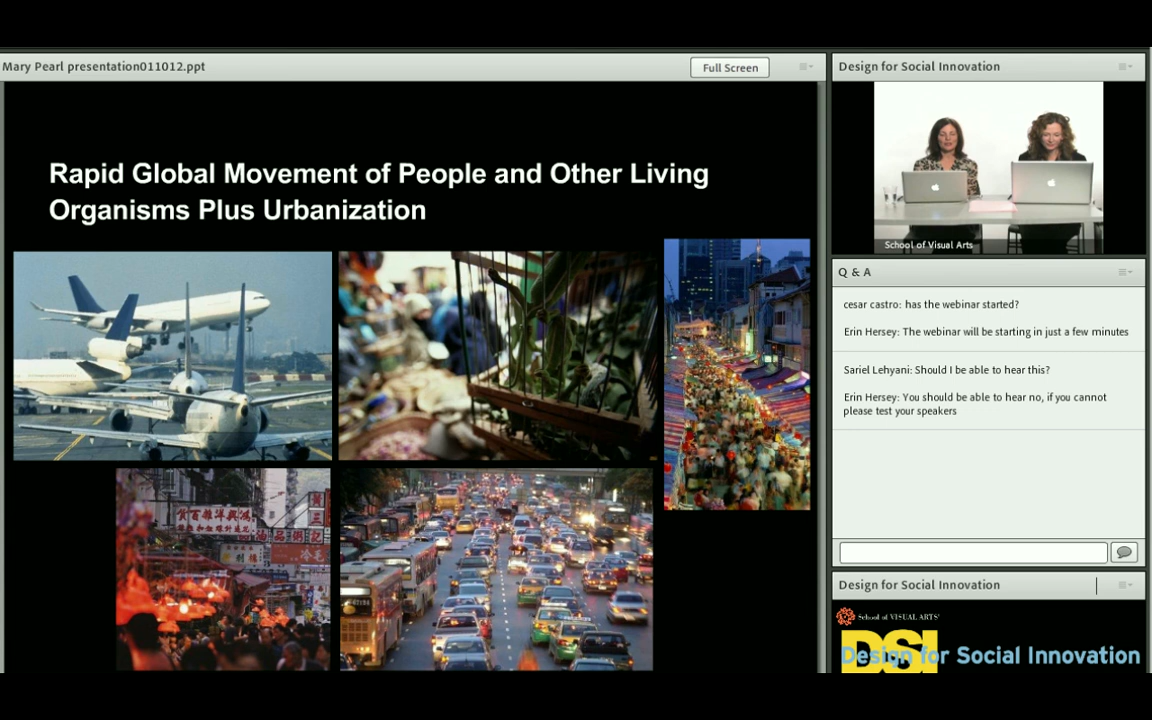 Mary Pearl presentation011012.ppt
Full Screen
Rapid Global Movement of People and Other Living
Organisms Plus Urbanization
Design for Social Innovation
School of Visual Arts
Q & A
cesar castro: has the webinar started?
Erin Hersey: The webinar will be starting in just a few minutes
Sariel Lehyani: Should I be able to hear this?
Erin Hersey: You should be able to hear no, if you cannot
please test your speakers
Design for Social Innovation
School of VISUAL ARTS
DSI
Design for Social Innovation